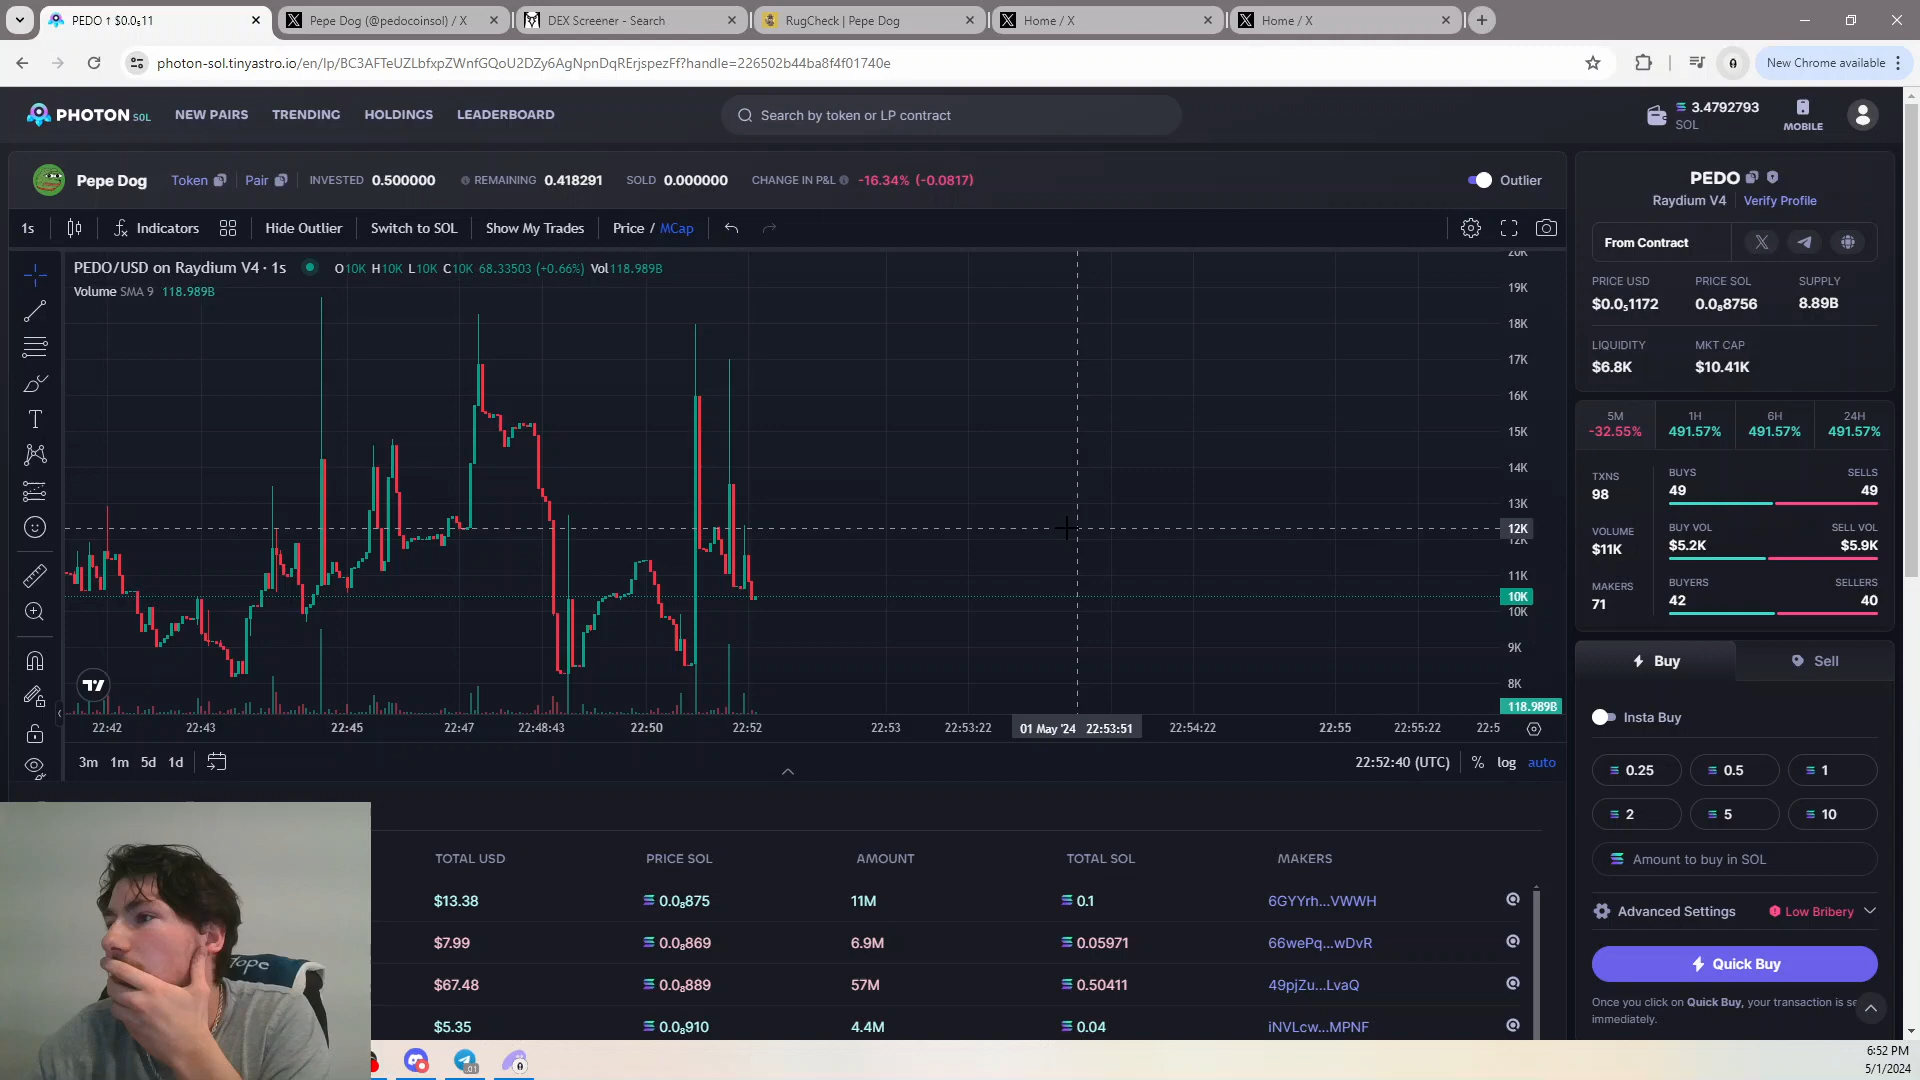 PEDO ↑ $0.0₅11
Pepe Dog (@pedocoinsol) / X
DEX Screener - Search
RugCheck | Pepe Dog
Home / X
Home / X
photon-sol.tinyastro.io/en/lp/BC3AFTeUZLbfxpZWnfGQoU2DZy6AgNpnDqRErjspezFf?handle=226502b44ba8f4f01740e
New Chrome available
PHOTON SOL
NEW PAIRS
TRENDING
HOLDINGS
LEADERBOARD
Search by token or LP contract
3.4792793
SOL
MOBILE
Pepe Dog
Token
Pair
INVESTED 0.500000
REMAINING 0.418291
SOLD 0.000000
CHANGE IN P&L -16.34% (-0.0817)
Outlier
1s
Indicators
Hide Outlier
Switch to SOL
Show My Trades
Price / MCap
PEDO/USD on Raydium V4 · 1s
O10K H10K L10K C10K 68.33503 (+0.66%) Vol118.989B
Volume SMA 9 118.989B
20K
19K
18K
17K
16K
15K
14K
13K
12K
12K
11K
10K
10K
9K
8K
118.989B
22:42
22:43
22:45
22:47
22:48:43
22:50
22:52
22:53
22:53:22
01 May '24 22:53:51
22:54:22
22:55
22:55:22
22:5
3m
1m
5d
1d
22:52:40 (UTC)
%
log
auto
PEDO
Raydium V4
Verify Profile
From Contract
PRICE USD
PRICE SOL
SUPPLY
$0.0₅1172
0.0₈8756
8.89B
LIQUIDITY
MKT CAP
$6.8K
$10.41K
5M
1H
6H
24H
-32.55%
491.57%
491.57%
491.57%
TXNS
98
BUYS
SELLS
49
49
VOLUME
$11K
BUY VOL
SELL VOL
$5.2K
$5.9K
MAKERS
71
BUYERS
SELLERS
42
40
Buy
Sell
Insta Buy
0.25
0.5
1
2
5
10
Amount to buy in SOL
Advanced Settings
Low Bribery
Quick Buy
Once you click on Quick Buy, your transaction is se
immediately.
TOTAL USD
PRICE SOL
AMOUNT
TOTAL SOL
MAKERS
$13.38
0.0₈875
11M
0.1
6GYYrh...VWWH
$7.99
0.0₈869
6.9M
0.05971
66wePq...wDvR
$67.48
0.0₈889
57M
0.50411
49pjZu...LvaQ
$5.35
0.0₈910
4.4M
0.04
iNVLcw...MPNF
6:52 PM
5/1/2024